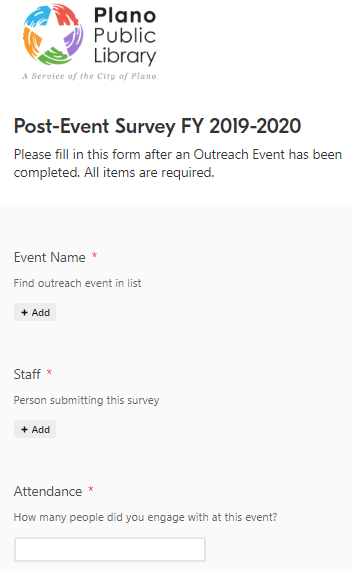 Plano
Public
Library
A Service of the City of Plano
Post-Event Survey FY 2019-2020
Please fill in this form after an Outreach Event has been
completed. All items are required.
Event Name *
Find outreach event in list
+ Add
Staff *
Person submitting this survey
+ Add
Attendance *
How many people did you engage with at this event?